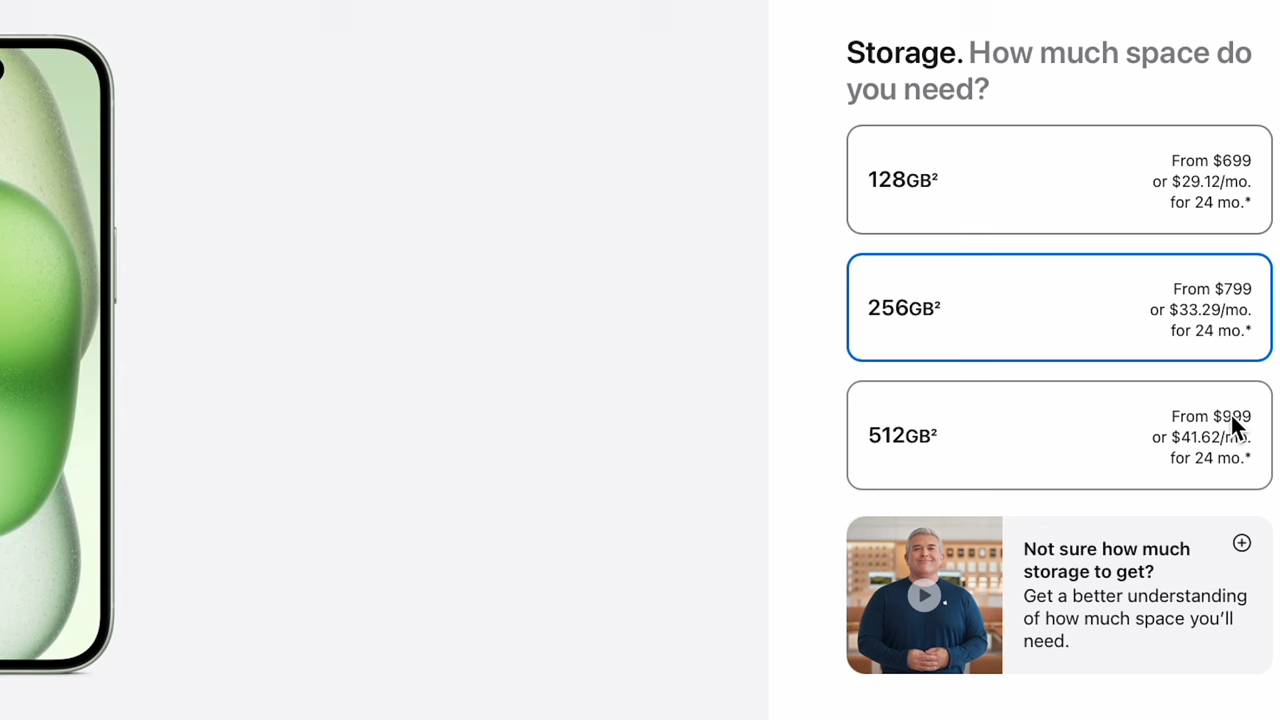 Storage. How much space do
you need?
128GB²
From $699
or $29.12/mo.
for 24 mo.*
256GB²
From $799
or $33.29/mo.
for 24 mo.*
512GB²
From $999
or $41.62/mo.
for 24 mo.*
Not sure how much
storage to get?
Get a better understanding
of how much space you’ll
need.